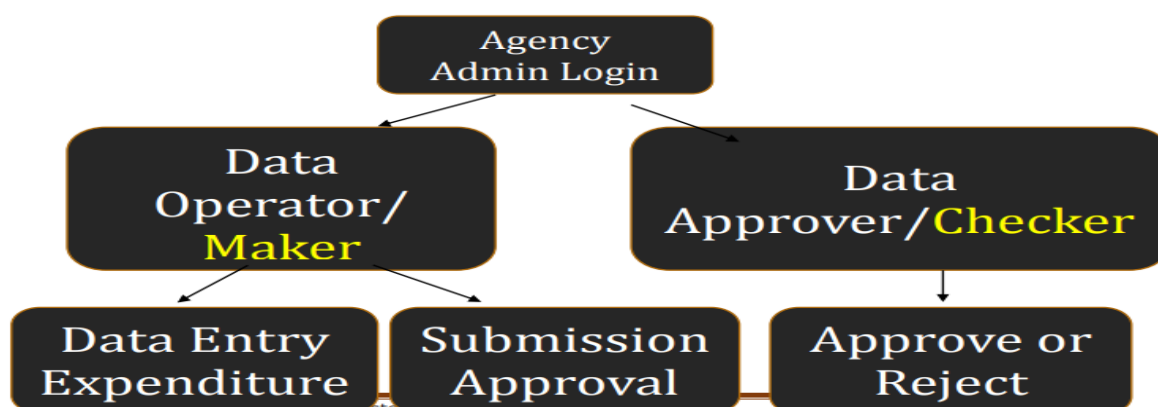 Agency
Admin Login
Data
Operator/
Maker
Data
Approver/Checker
Data Entry
Expenditure
Submission
Approval
Approve or
Reject